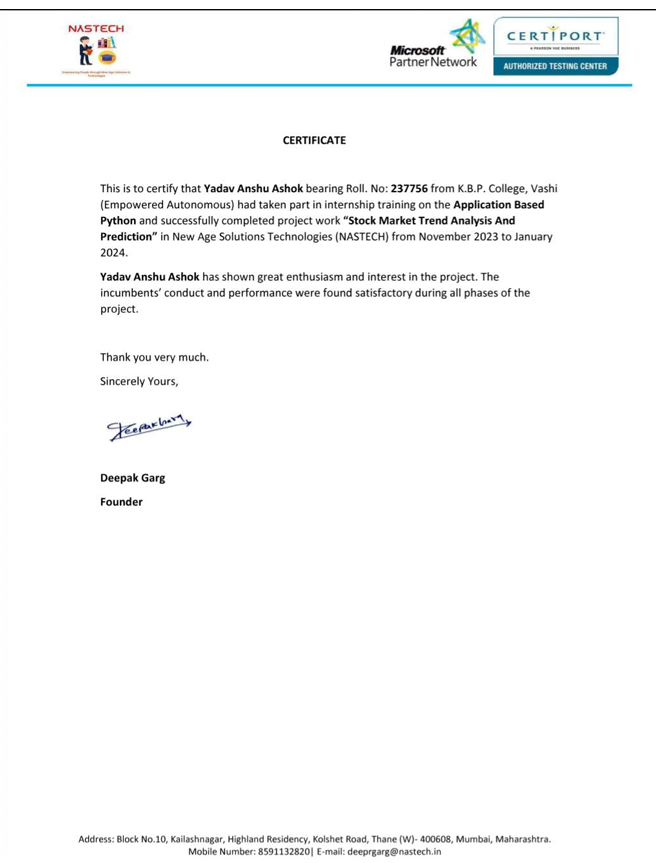 NASTECH
Empowering People through New Age Solutions &
Technologies
Microsoft
Partner Network
CERTIPORT
A PEARSON VUE BUSINESS
AUTHORIZED TESTING CENTER
CERTIFICATE
This is to certify that Yadav Anshu Ashok bearing Roll. No: 237756 from K.B.P. College, Vashi
(Empowered Autonomous) had taken part in internship training on the Application Based
Python and successfully completed project work “Stock Market Trend Analysis And
Prediction” in New Age Solutions Technologies (NASTECH) from November 2023 to January
2024.
Yadav Anshu Ashok has shown great enthusiasm and interest in the project. The
incumbents’ conduct and performance were found satisfactory during all phases of the
project.
Thank you very much.
Sincerely Yours,
Deepak Garg
Deepak Garg
Founder
Address: Block No.10, Kailashnagar, Highland Residency, Kolshet Road, Thane (W)- 400608, Mumbai, Maharashtra.
Mobile Number: 8591132820| E-mail: deeprgarg@nastech.in